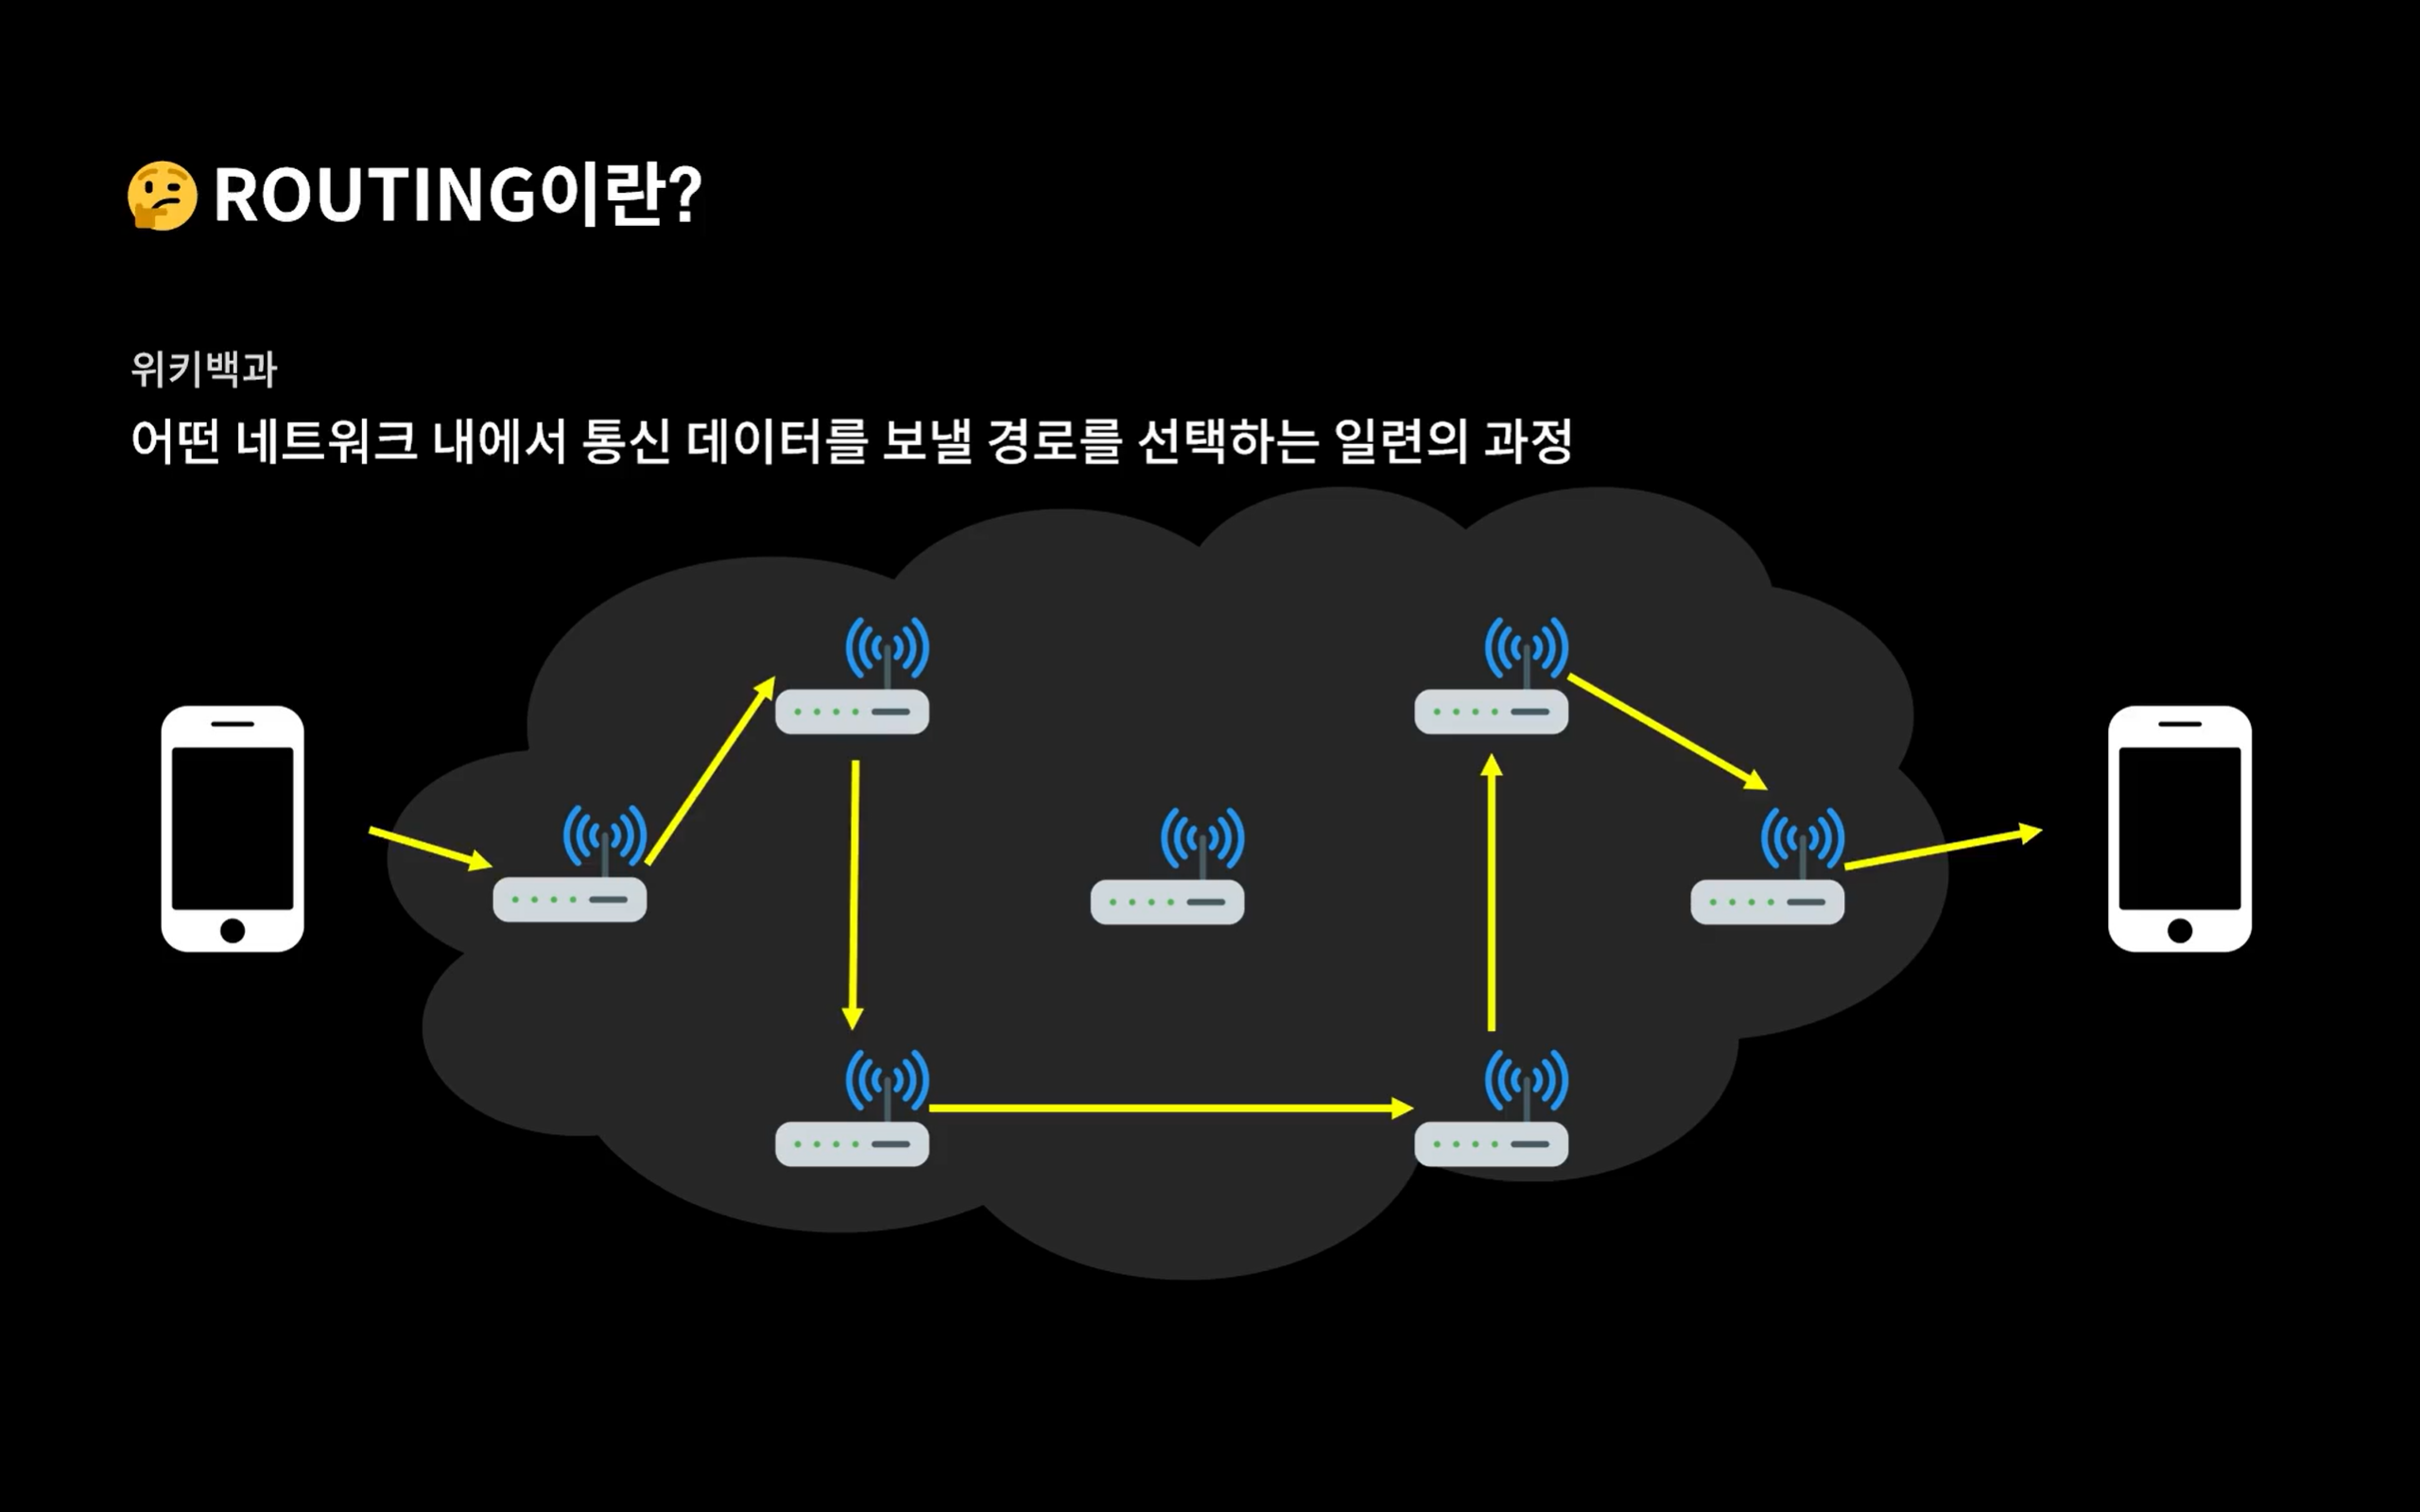 🤔 ROUTING이란?
위키백과
어떤 네트워크 내에서 통신 데이터를 보낼 경로를 선택하는 일련의 과정